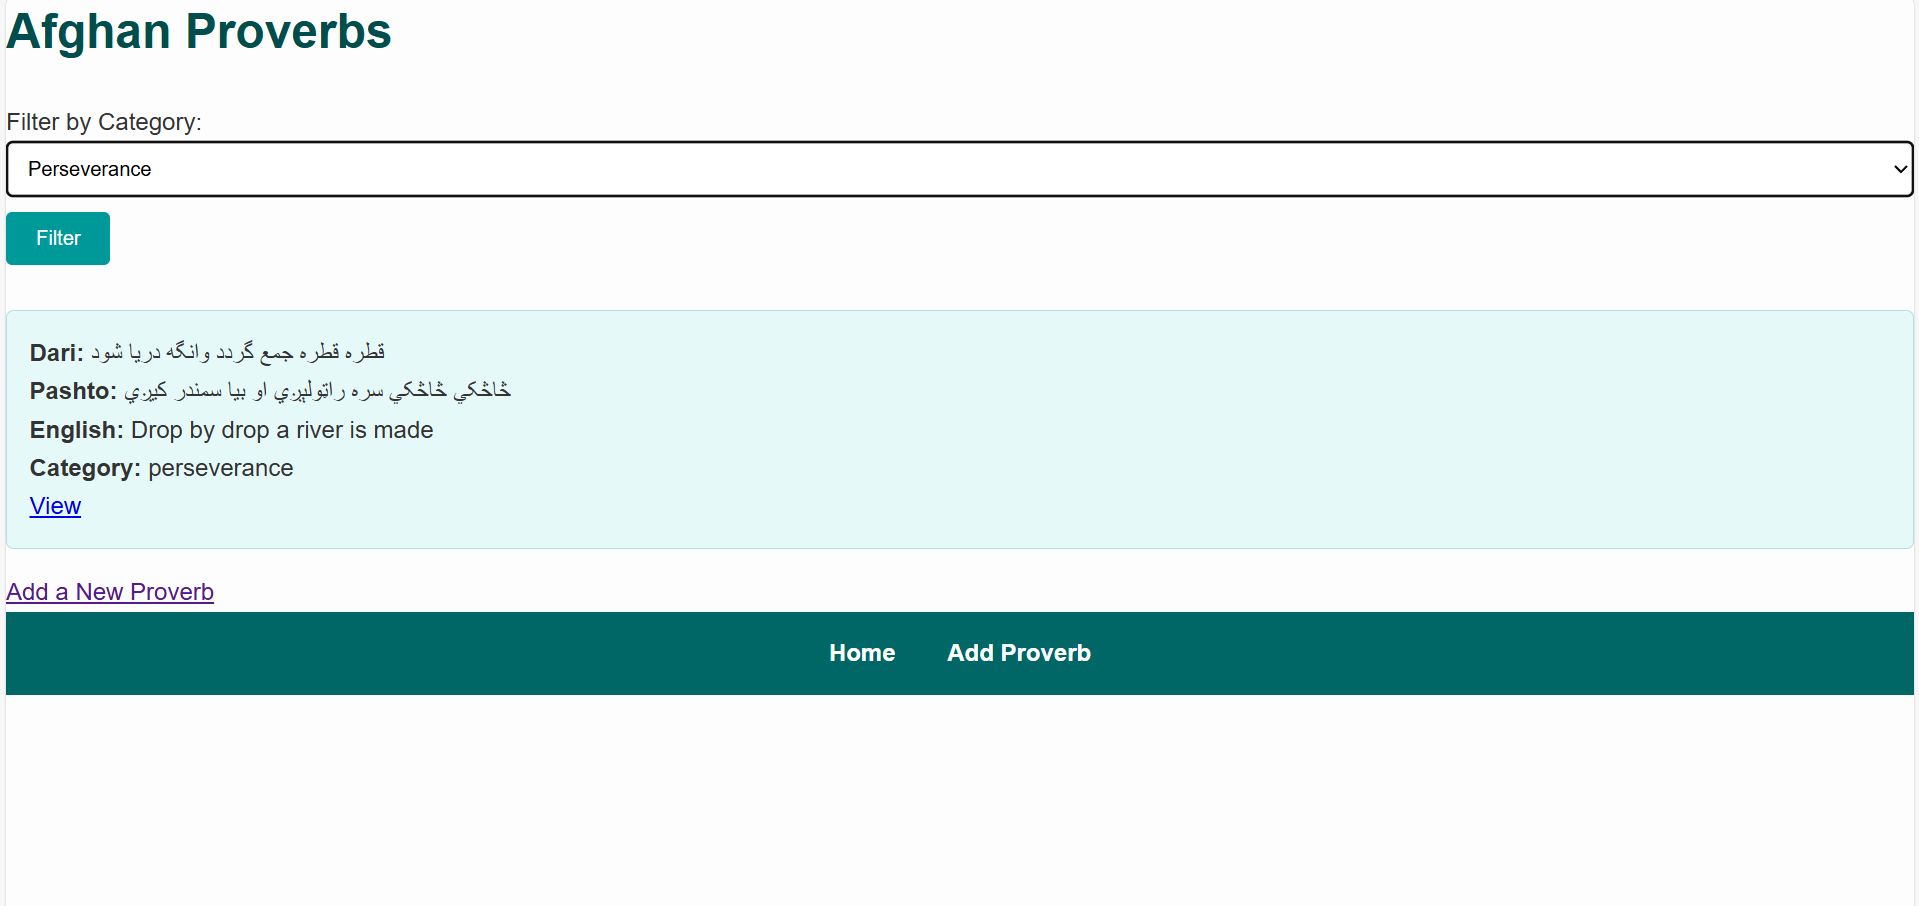 Afghan Proverbs
Filter by Category:
Perseverance
Filter
Dari: قطره قطره جمع گردد وانگه دریا شود
Pashto: څاڅکي څاڅکي سره راټولېږي او بیا سمندر کیږي
English: Drop by drop a river is made
Category: perseverance
View
Add a New Proverb
Home Add Proverb